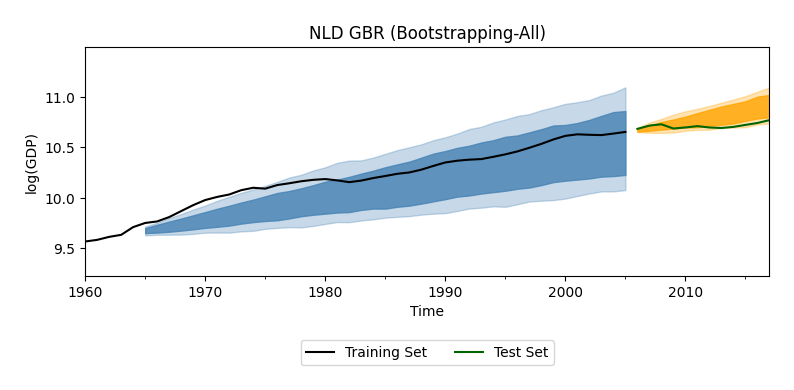 NLD GBR (Bootstrapping-All)
log(GDP)
11.0
10.5
10.0
9.5
1960 1970 1980 1990 2000 2010
Time
Training Set Test Set